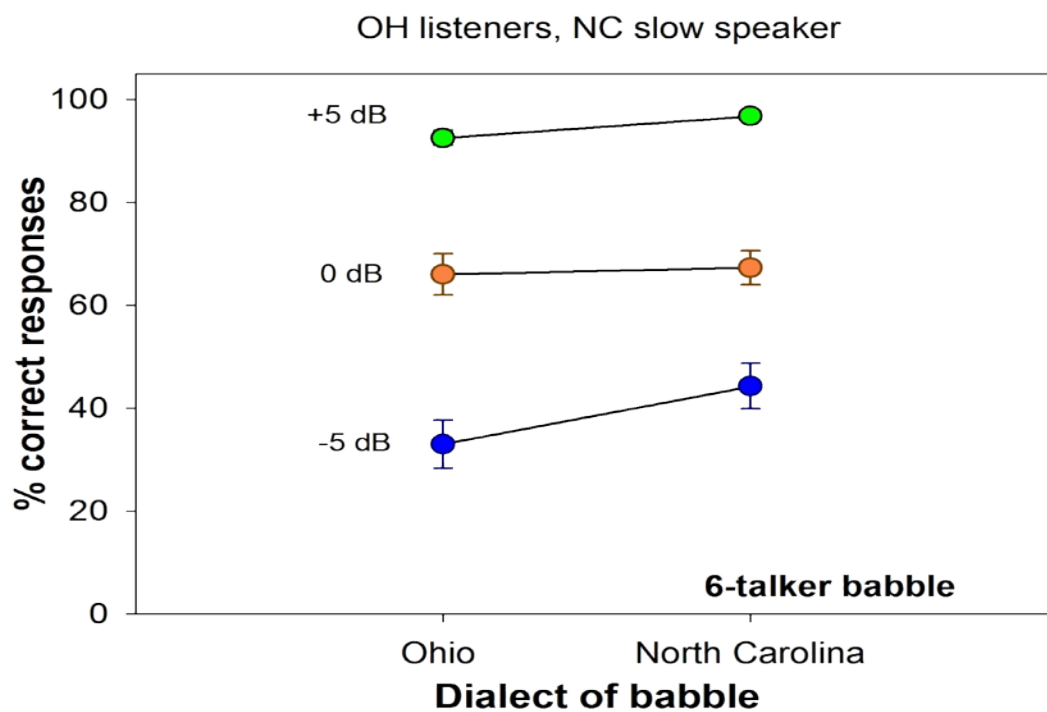 OH listeners, NC slow speaker
% correct responses
100
80
60
40
20
0
+5 dB
0 dB
-5 dB
6-talker babble
Ohio North Carolina
Dialect of babble